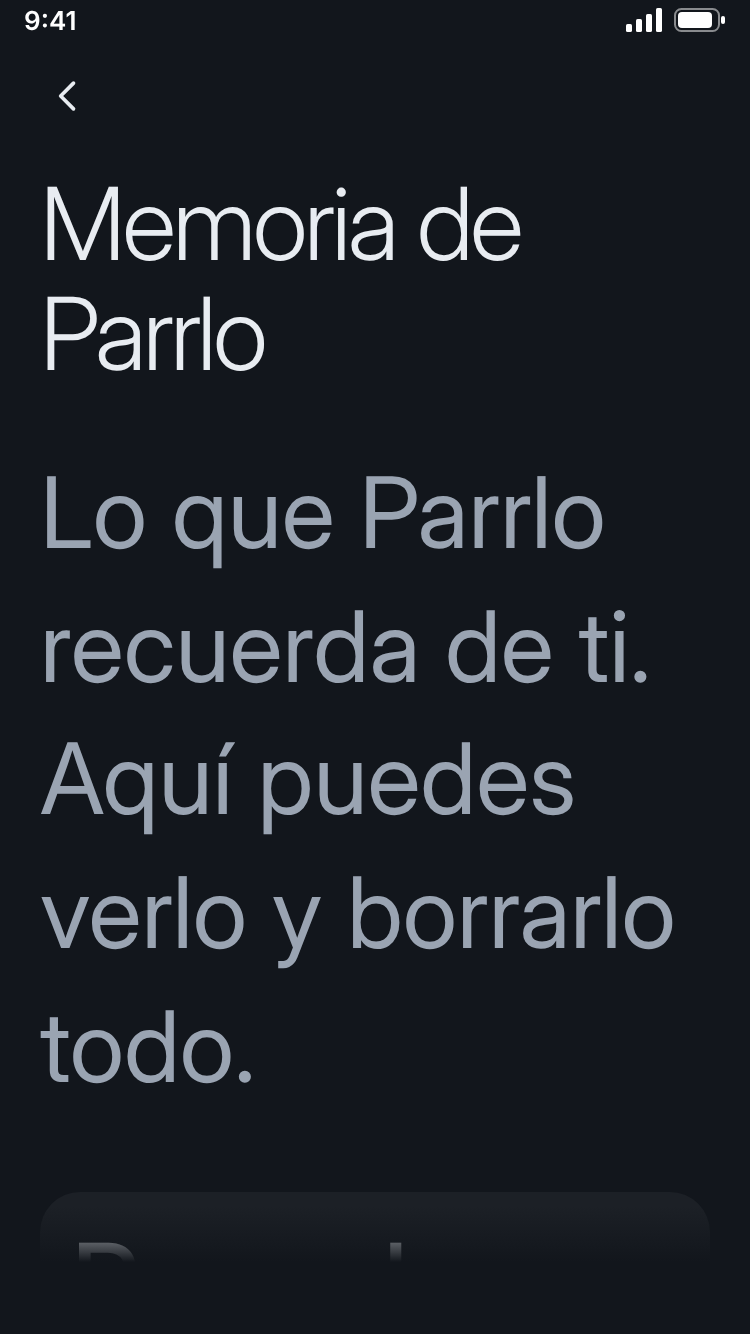 9:41
Memoria de
Parrlo
Lo que Parrlo
recuerda de ti.
Aquí puedes
verlo y borrarlo
todo.